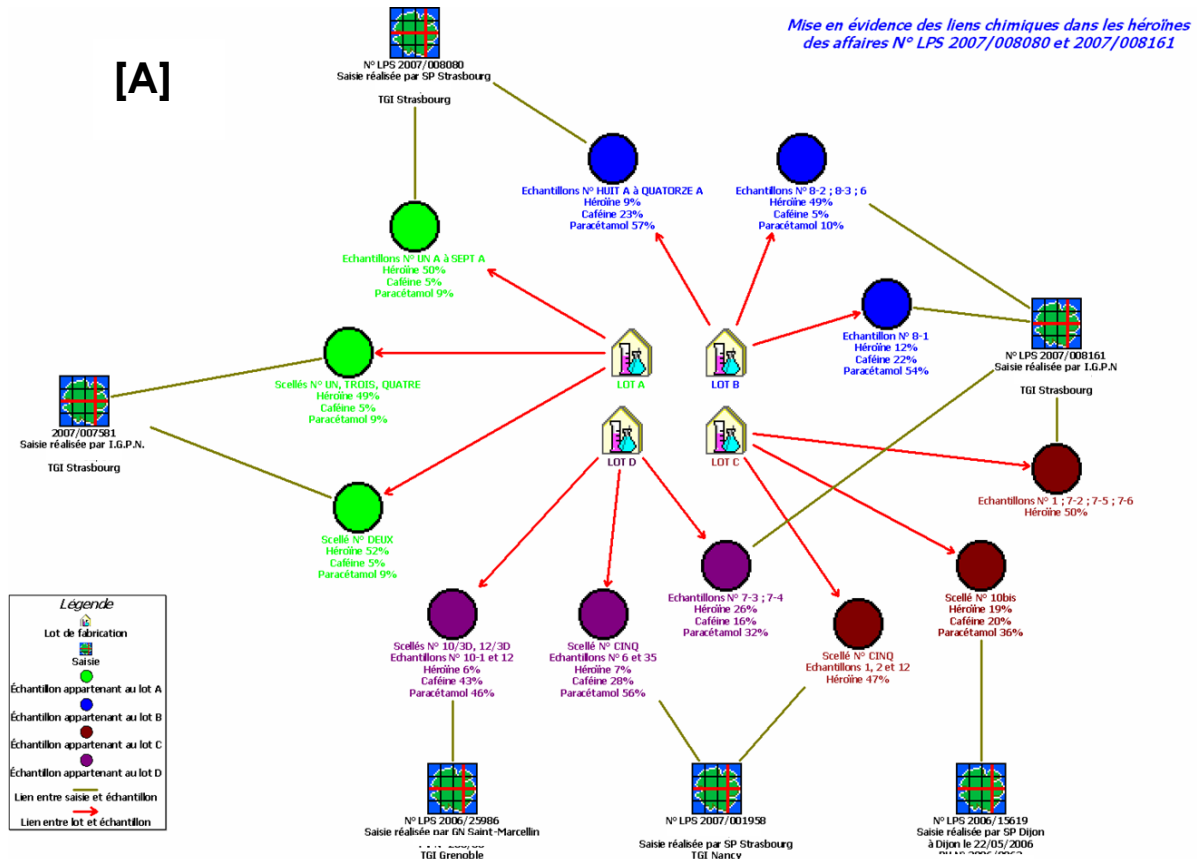 Mise en évidence des liens chimiques dans les héroïnes
des affaires N° LPS 2007/008080 et 2007/008161
[A]
N° LPS 2007/008080
Saisie réalisée par SP Strasbourg
TGI Strasbourg
Echantillons N° HUIT A à QUATORZE A
Héroïne 9%
Caféine 23%
Paracétamol 57%
Echantillons N° 8-2 ; 8-3 ; 6
Héroïne 49%
Caféine 5%
Paracétamol 10%
Echantillons N° UN A à SEPT A
Héroïne 50%
Caféine 5%
Paracétamol 9%
Echantillon N° 8-1
Héroïne 12%
Caféine 22%
Paracétamol 54%
N° LPS 2007/008161
Saisie réalisée par I.G.P.N
TGI Strasbourg
Scellés N° UN, TROIS, QUATRE
Héroïne 49%
Caféine 5%
Paracétamol 9%
LOT A
LOT B
2007/007581
Saisie réalisée par I.G.P.N.
TGI Strasbourg
LOT D
LOT C
Echantillons N° 1 ; 7-2 ; 7-5 ; 7-6
Héroïne 50%
Scellé N° DEUX
Héroïne 52%
Caféine 5%
Paracétamol 9%
Echantillons N° 7-3 ; 7-4
Héroïne 26%
Caféine 16%
Paracétamol 32%
Scellé N° 10bis
Héroïne 19%
Caféine 20%
Paracétamol 36%
Scellés N° 10/3D, 12/3D
Echantillons N° 10-1 et 12
Héroïne 6%
Caféine 43%
Paracétamol 46%
Scellé N° CINQ
Echantillons N° 6 et 35
Héroïne 7%
Caféine 28%
Paracétamol 56%
Scellé N° CINQ
Echantillons 1, 2 et 12
Héroïne 47%
Légende
Lot de fabrication
Saisie
Échantillon appartenant au lot A
Échantillon appartenant au lot B
Échantillon appartenant au lot C
Échantillon appartenant au lot D
Lien entre saisie et échantillon
Lien entre lot et échantillon
N° LPS 2006/25986
Saisie réalisée par GN Saint-Marcellin
TGI Grenoble
N° LPS 2007/001958
Saisie réalisée par SP Strasbourg
TGI Nancy
N° LPS 2006/15619
Saisie réalisée par SP Dijon
à Dijon le 22/05/2006